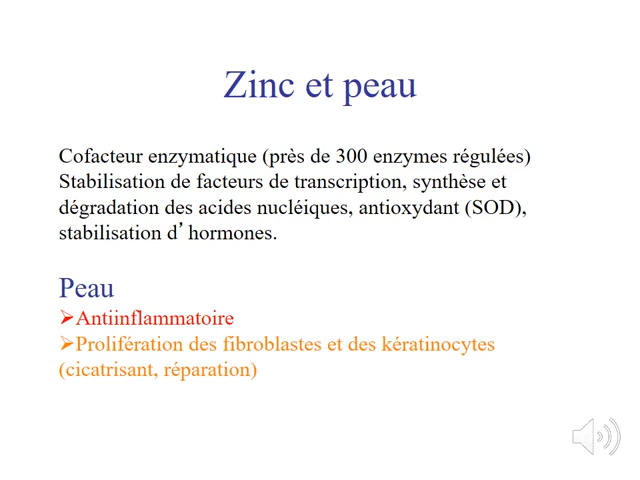 Zinc et peau
Cofacteur enzymatique (près de 300 enzymes régulées)
Stabilisation de facteurs de transcription, synthèse et
dégradation des acides nucléiques, antioxydant (SOD),
stabilisation d’hormones.
Peau
➢Antiinflammatoire
➢Prolifération des fibroblastes et des kératinocytes
(cicatrisant, réparation)